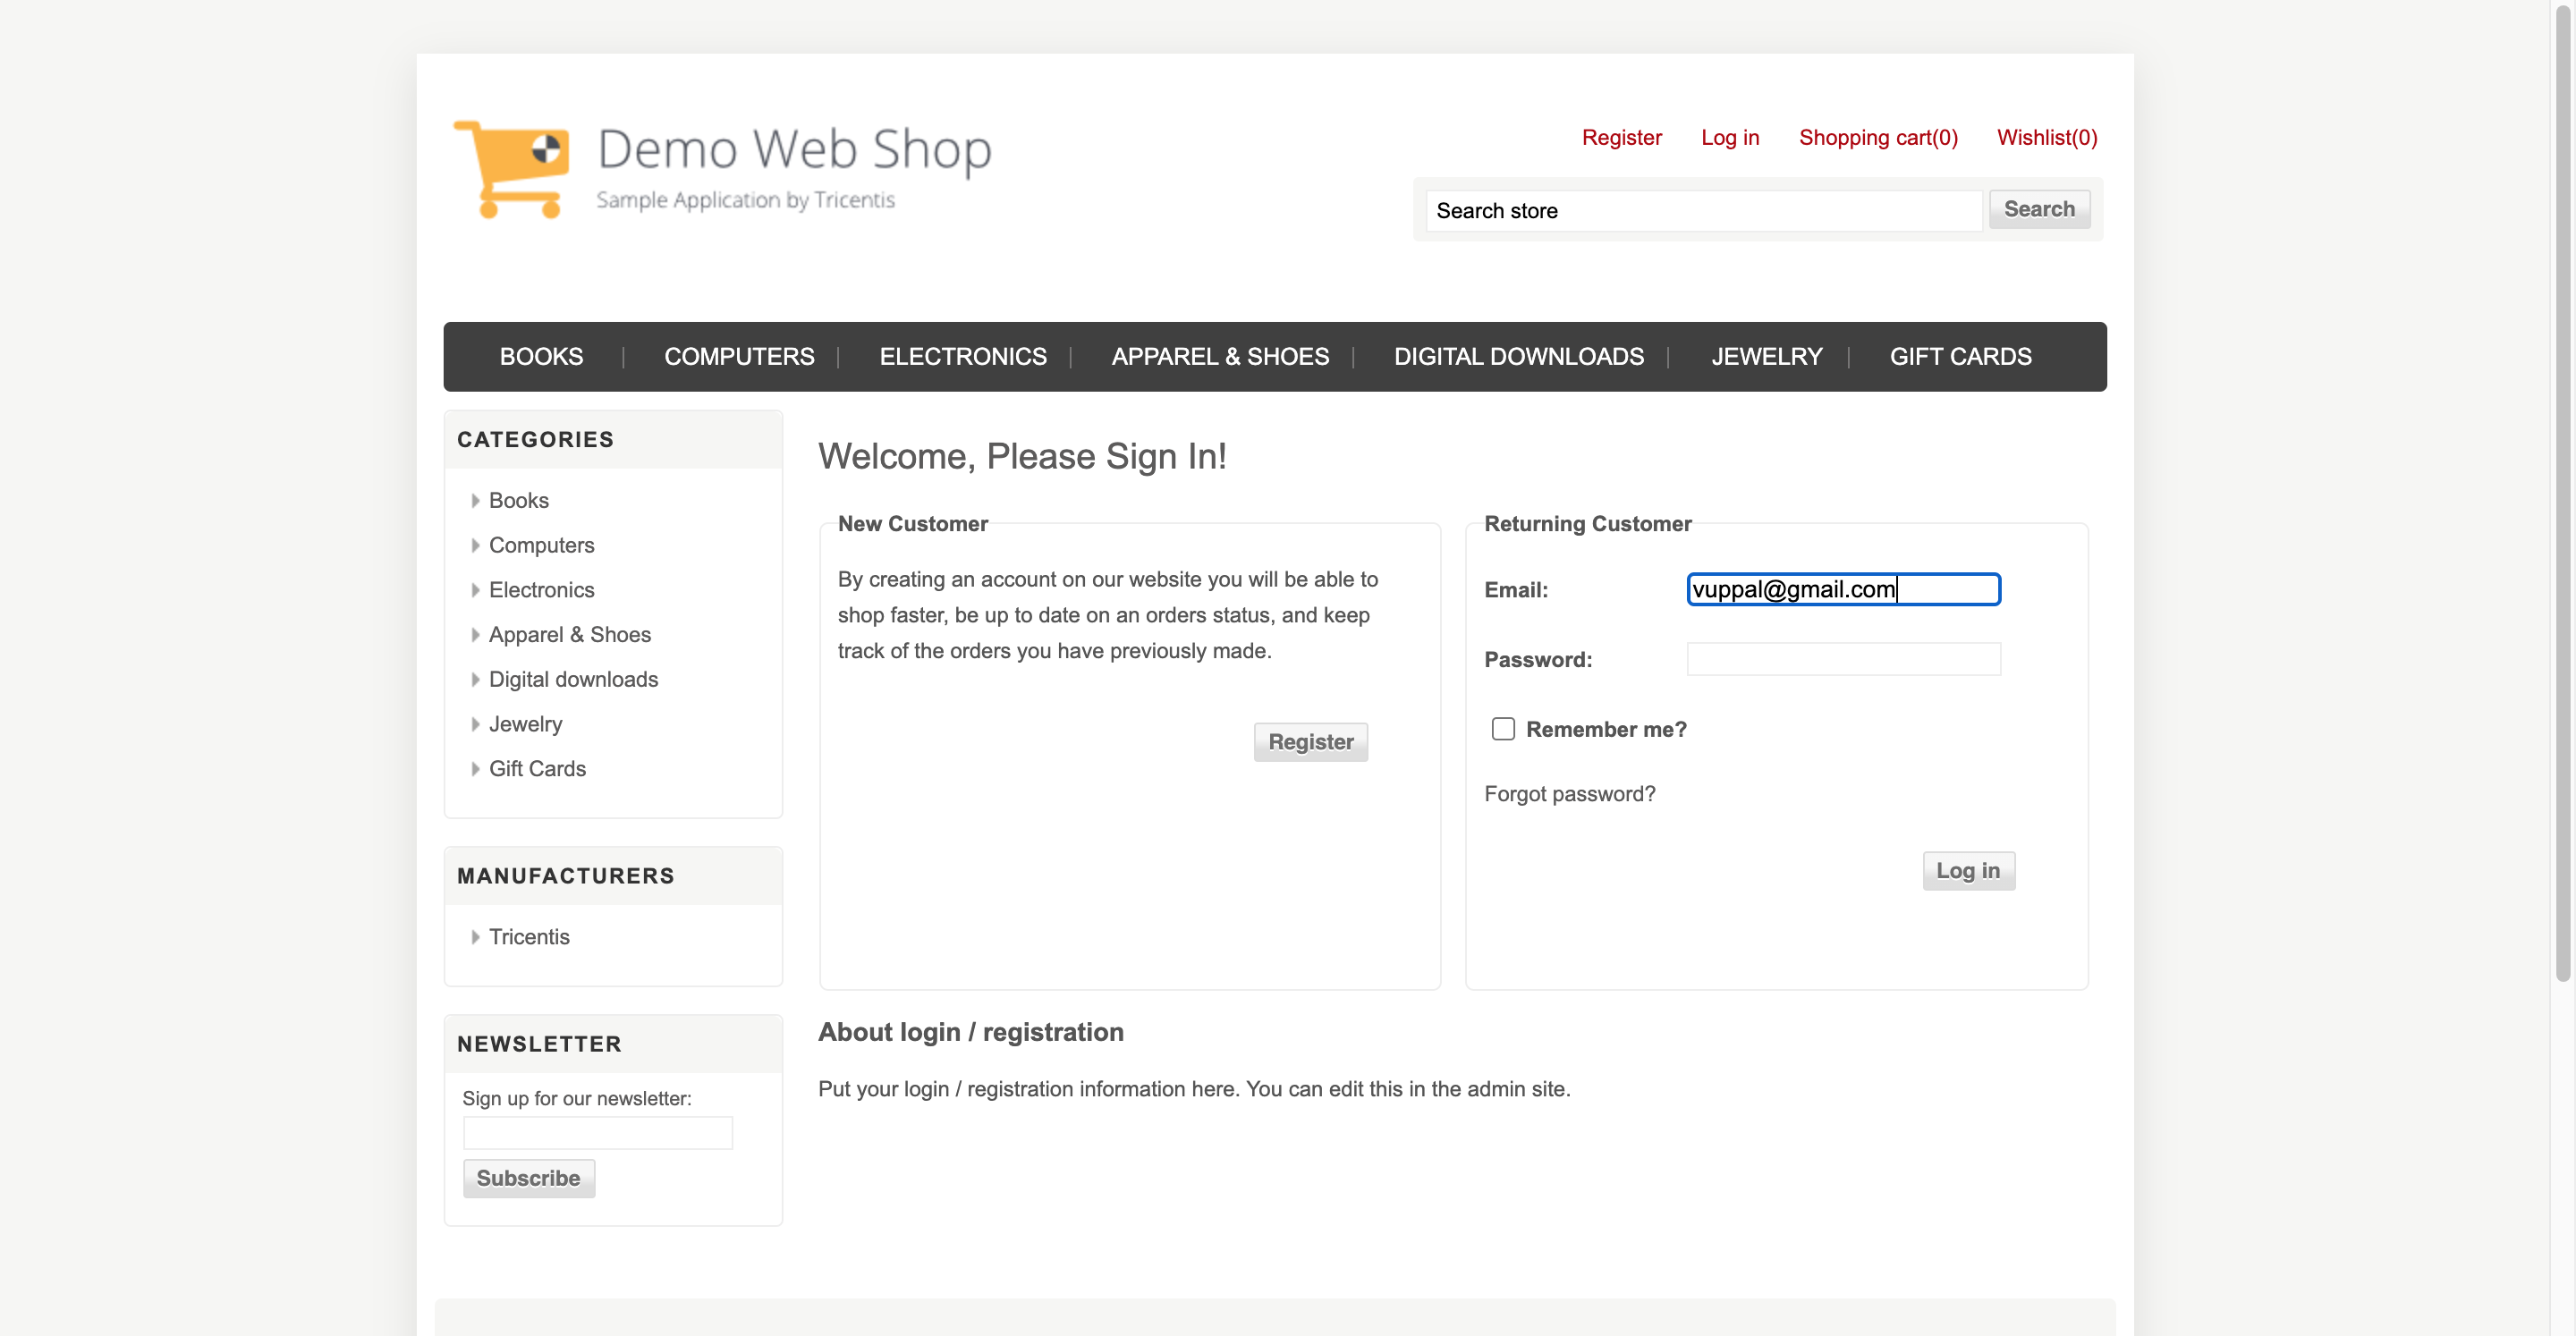 Demo Web Shop
Sample Application by Tricentis
Register Log in Shopping cart(0) Wishlist(0)
Search store Search
BOOKS COMPUTERS ELECTRONICS APPAREL & SHOES DIGITAL DOWNLOADS JEWELRY GIFT CARDS
CATEGORIES
Books
Computers
Electronics
Apparel & Shoes
Digital downloads
Jewelry
Gift Cards
MANUFACTURERS
Tricentis
NEWSLETTER
Sign up for our newsletter:
Subscribe
Welcome, Please Sign In!
New Customer
By creating an account on our website you will be able to
shop faster, be up to date on an orders status, and keep
track of the orders you have previously made.
Register
Returning Customer
Email: vuppal@gmail.com
Password:
Remember me?
Forgot password?
Log in
About login / registration
Put your login / registration information here. You can edit this in the admin site.